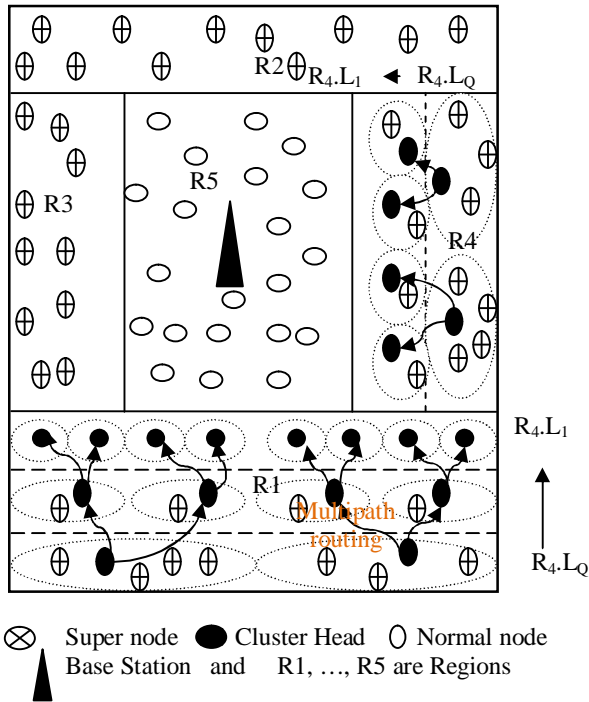 R2
R4.L1 R4.LQ
R5
R3
R4
R4.L1
R1
Multipath
routing
R4.LQ
Super node Cluster Head Normal node
Base Station and R1, …, R5 are Regions